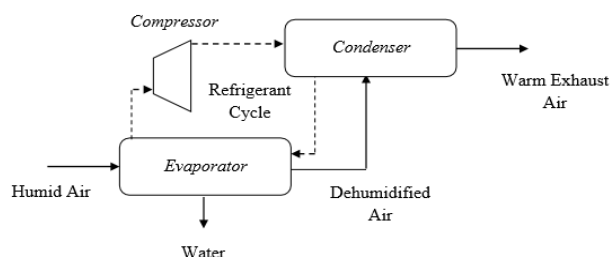 Compressor
Condenser
Warm Exhaust
Air
Refrigerant
Cycle
Evaporator
Humid Air
Dehumidified
Air
Water